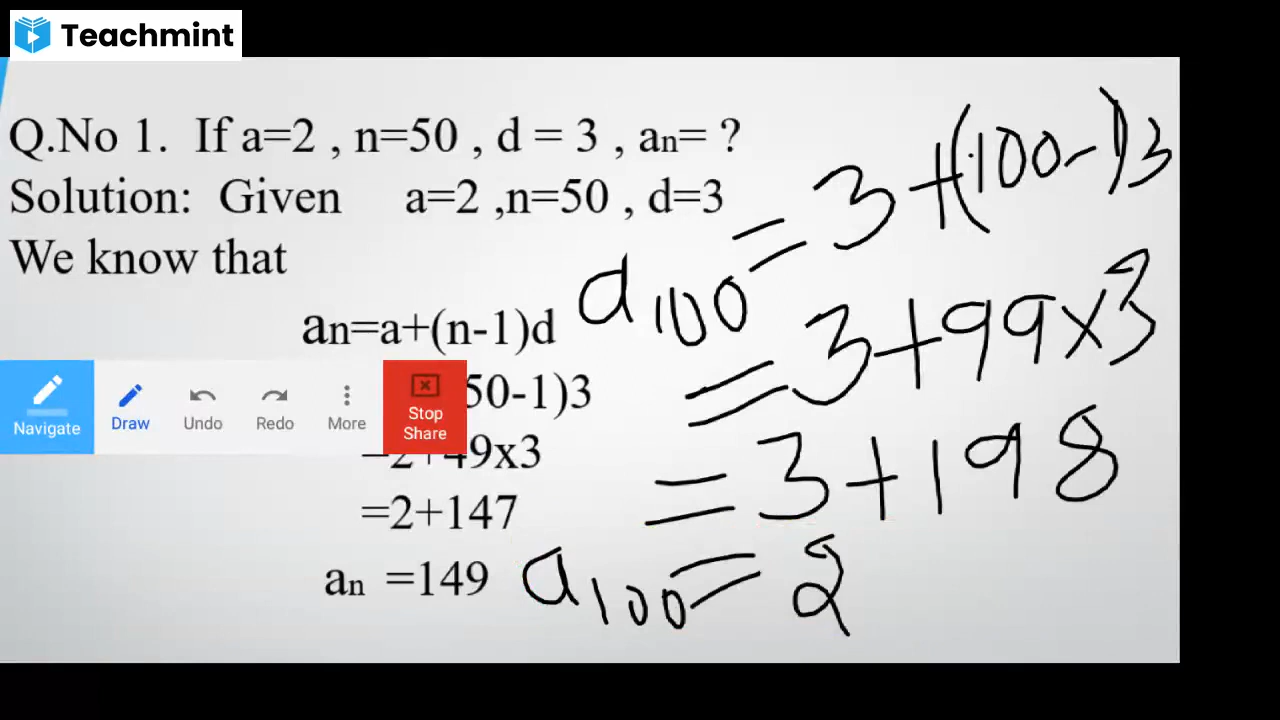 Teachmint
Q.No 1. If a=2 , n=50 , d = 3 , an= ?
Solution: Given a=2 ,n=50 , d=3
We know that
an=a+(n-1)d
50-1)3
=2+49x3
=2+147
an =149
a100 = 3+(100-1)3
=3+99x3
=3+198
a100=2
Navigate
Draw
Undo
Redo
More
Stop
Share